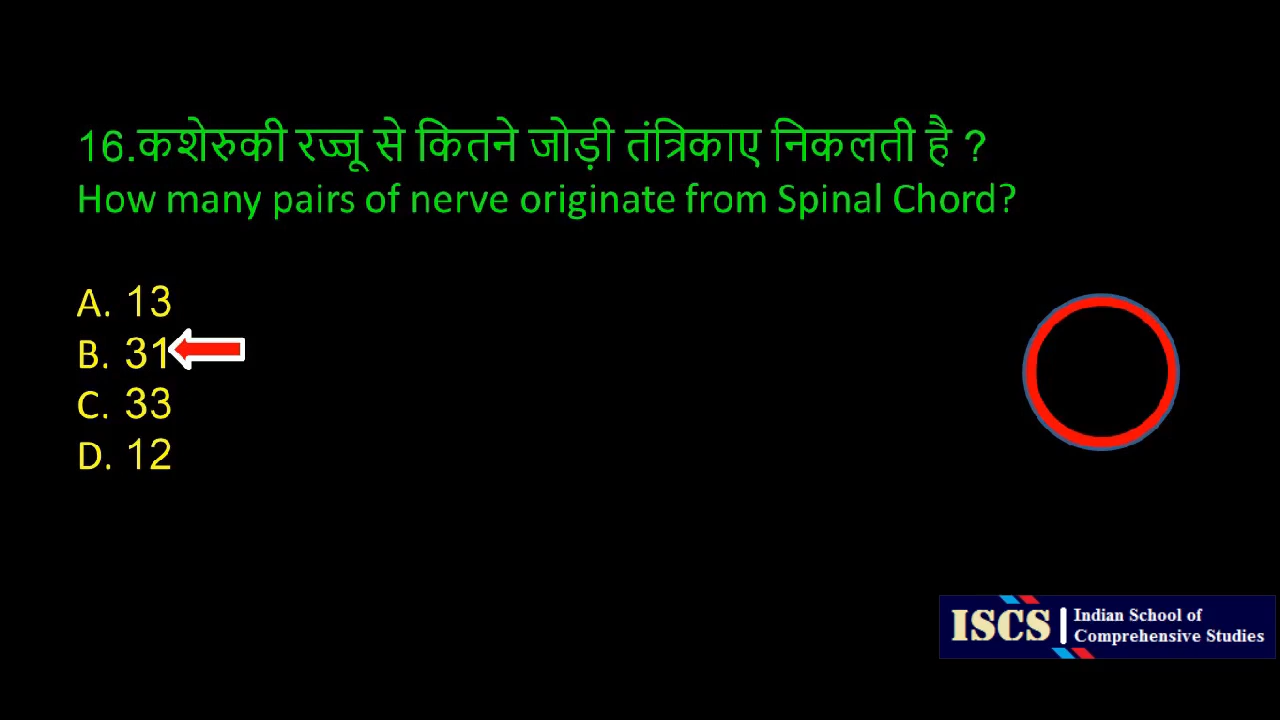 16.कशेरुकी रज्जू से कितने जोड़ी तंत्रिकाए निकलती है ?
How many pairs of nerve originate from Spinal Chord?
A. 13
B. 31
C. 33
D. 12
ISCS
Indian School of
Comprehensive Studies